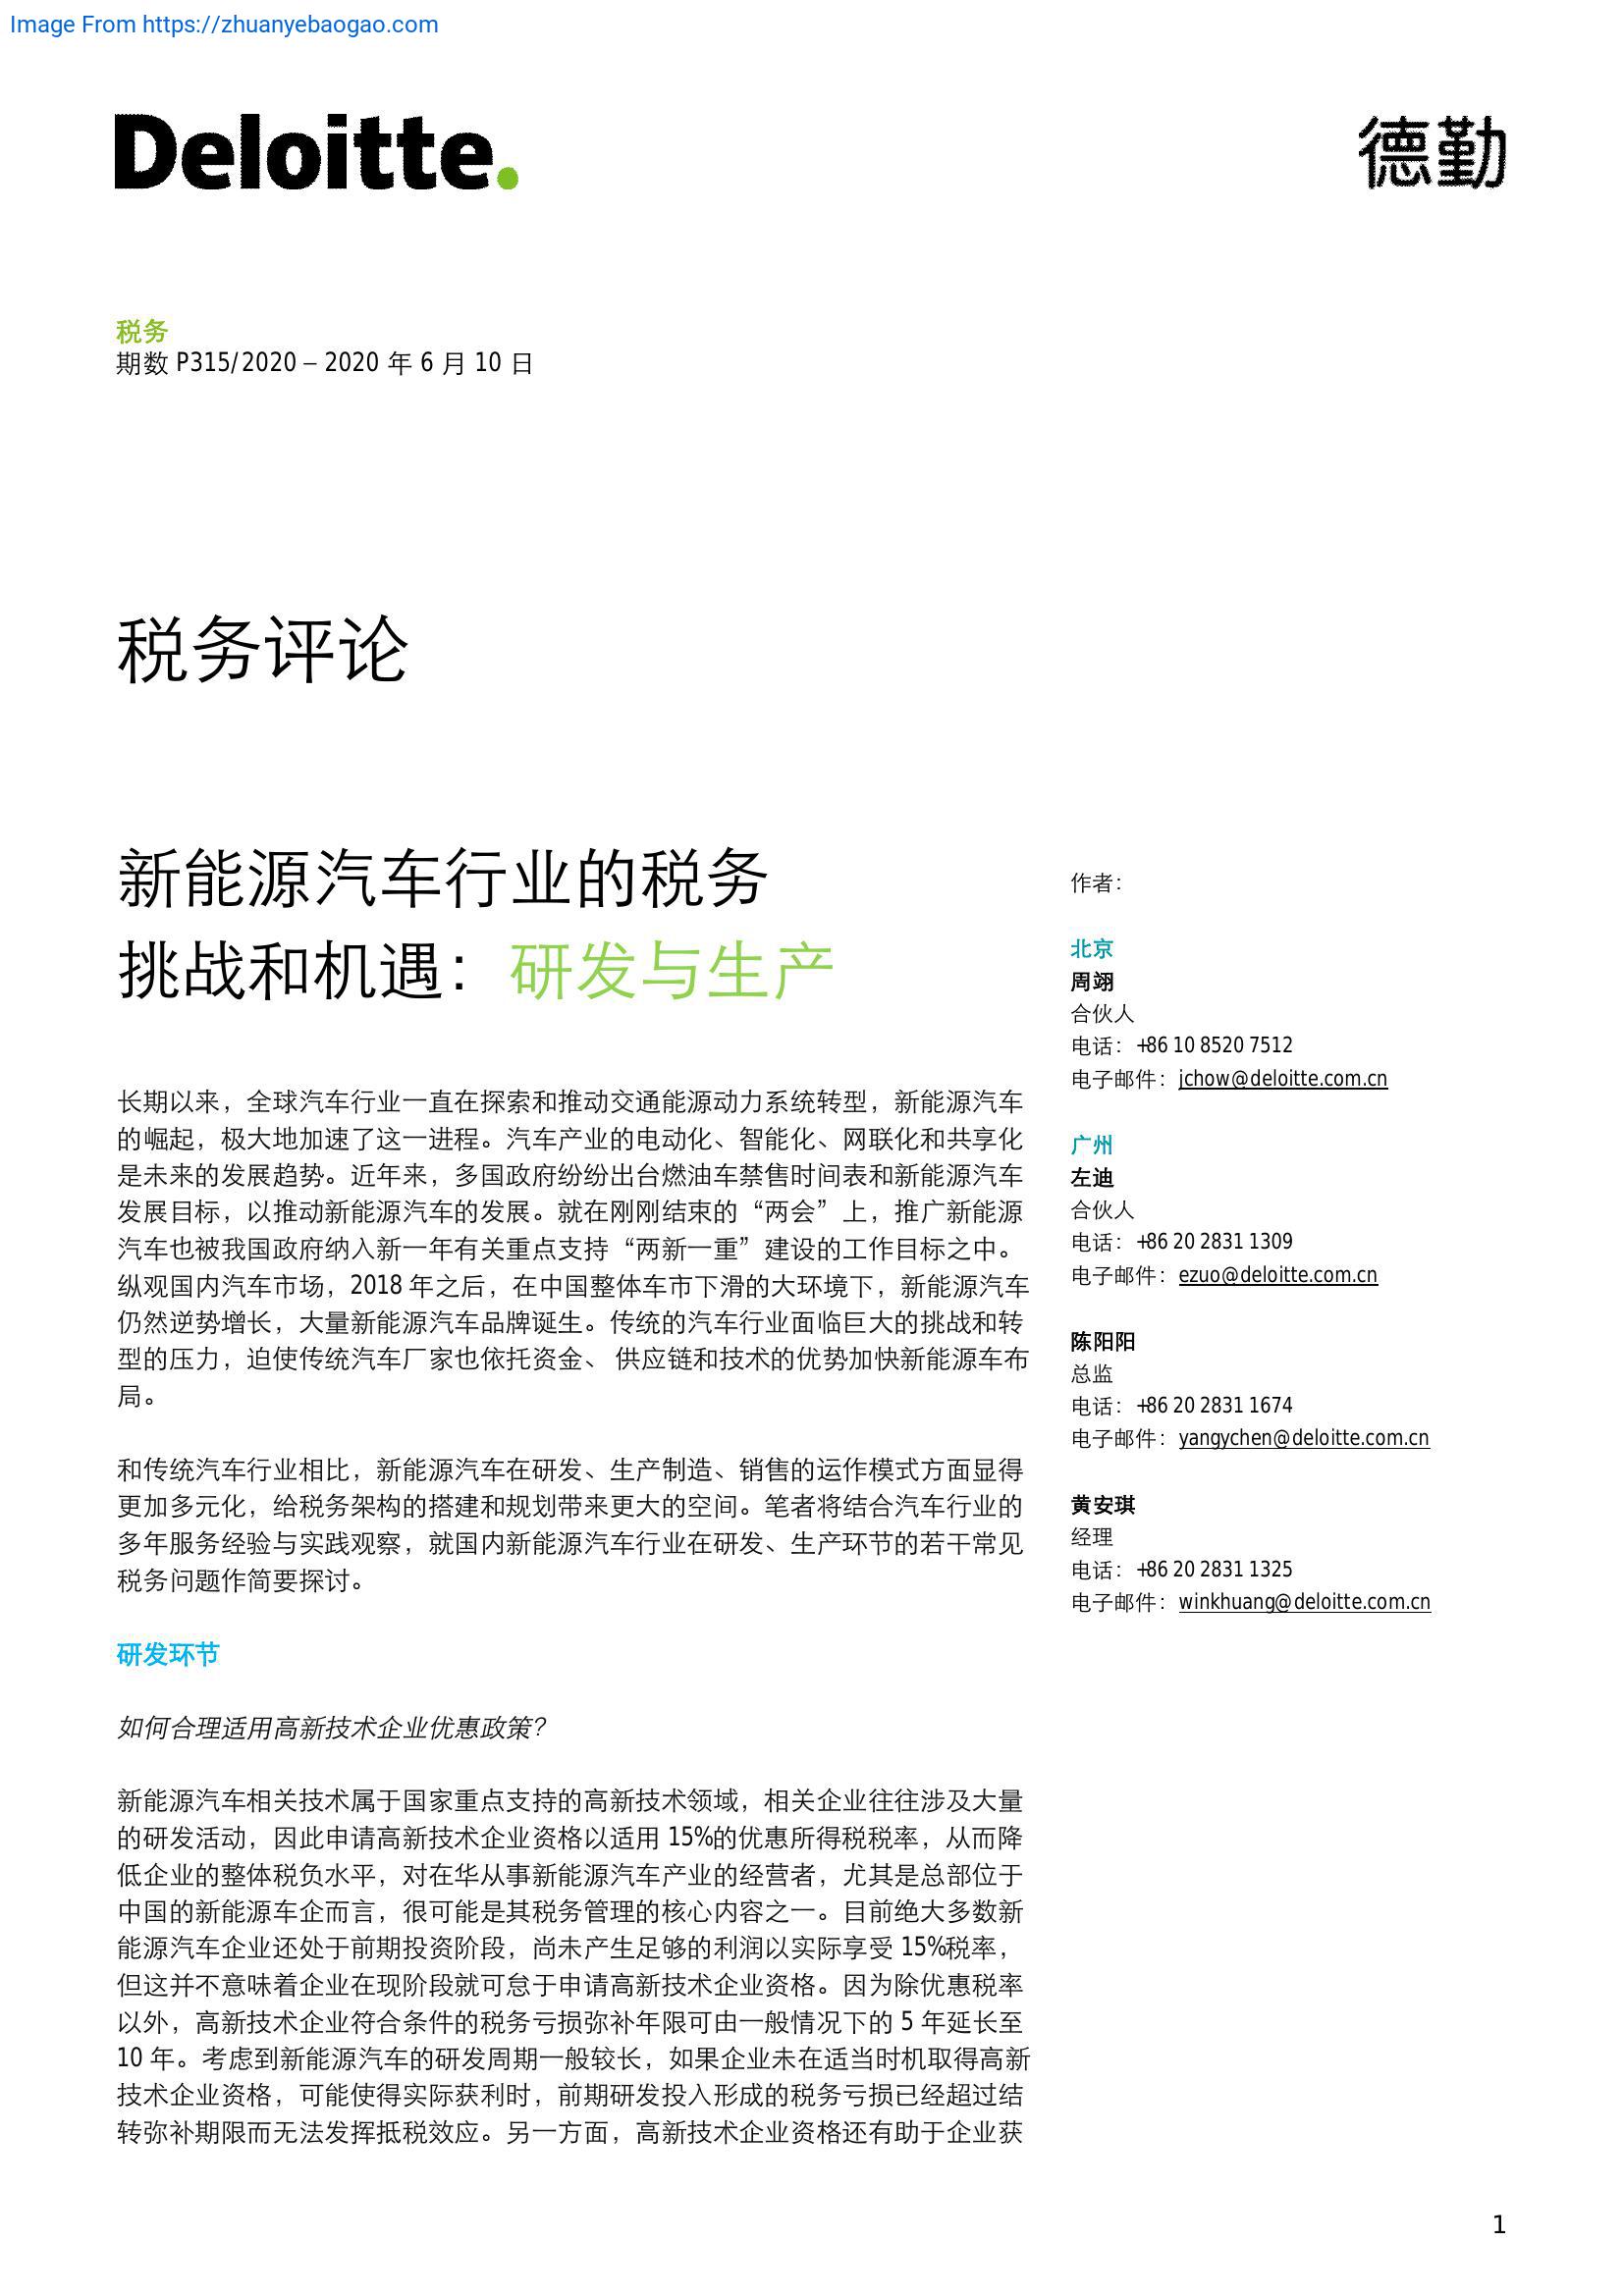 Image From https://zhuanyebaogao.com
Deloitte.
德勤
税务
期数 P315/2020 – 2020 年 6 月 10 日
税务评论
新能源汽车行业的税务
挑战和机遇：研发与生产
长期以来，全球汽车行业一直在探索和推动交通能源动力系统转型，新能源汽车
的崛起，极大地加速了这一进程。汽车产业的电动化、智能化、网联化和共享化
是未来的发展趋势。近年来，多国政府纷纷出台燃油车禁售时间表和新能源汽车
发展目标，以推动新能源汽车的发展。就在刚刚结束的“两会”上，推广新能源
汽车也被我国政府纳入新一年有关重点支持“两新一重”建设的工作目标之中。
纵观国内汽车市场，2018 年之后，在中国整体车市下滑的大环境下，新能源汽车
仍然逆势增长，大量新能源汽车品牌诞生。传统的汽车行业面临巨大的挑战和转
型的压力，迫使传统汽车厂家也依托资金、 供应链和技术的优势加快新能源车布
局。
和传统汽车行业相比，新能源汽车在研发、生产制造、销售的运作模式方面显得
更加多元化，给税务架构的搭建和规划带来更大的空间。笔者将结合汽车行业的
多年服务经验与实践观察，就国内新能源汽车行业在研发、生产环节的若干常见
税务问题作简要探讨。
研发环节
如何合理适用高新技术企业优惠政策？
新能源汽车相关技术属于国家重点支持的高新技术领域，相关企业往往涉及大量
的研发活动，因此申请高新技术企业资格以适用 15%的优惠所得税税率，从而降
低企业的整体税负水平，对在华从事新能源汽车产业的经营者，尤其是总部位于
中国的新能源车企而言，很可能是其税务管理的核心内容之一。目前绝大多数新
能源汽车企业还处于前期投资阶段，尚未产生足够的利润以实际享受 15%税率，
但这并不意味着企业在现阶段就可怠于申请高新技术企业资格。因为除优惠税率
以外，高新技术企业符合条件的税务亏损弥补年限可由一般情况下的 5 年延长至
10 年。考虑到新能源汽车的研发周期一般较长，如果企业未在适当时机取得高新
技术企业资格，可能使得实际获利时，前期研发投入形成的税务亏损已经超过结
转弥补期限而无法发挥抵税效应。另一方面，高新技术企业资格还有助于企业获
作者：
北京
周翊
合伙人
电话：+86 10 8520 7512
电子邮件：jchow@deloitte.com.cn
广州
左迪
合伙人
电话：+86 20 2831 1309
电子邮件：ezuo@deloitte.com.cn
陈阳阳
总监
电话：+86 20 2831 1674
电子邮件：yangychen@deloitte.com.cn
黄安琪
经理
电话：+86 20 2831 1325
电子邮件：winkhuang@deloitte.com.cn
1